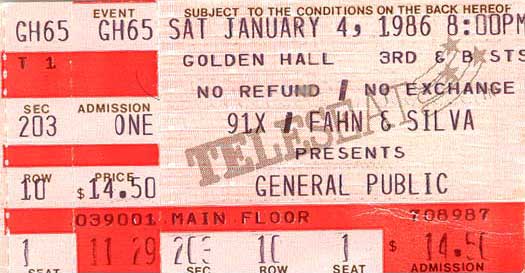 EVENT SUBJECT TO THE CONDITIONS ON THE BACK HEREOF
GH65 GH65 SAT JANUARY 4, 1986 8:00PM
T 1 GOLDEN HALL 3RD & B STS
NO REFUND / NO EXCHANGE
SEC ADMISSION
203 ONE 91X / FAHN & SILVA
TELESEAT
PRESENTS
ROW PRICE
10 $14.50 GENERAL PUBLIC
039001 MAIN FLOOR 708987
1 11 29 203 10 1 $ 14.50
SEAT SEC ROW SEAT ADMISSION